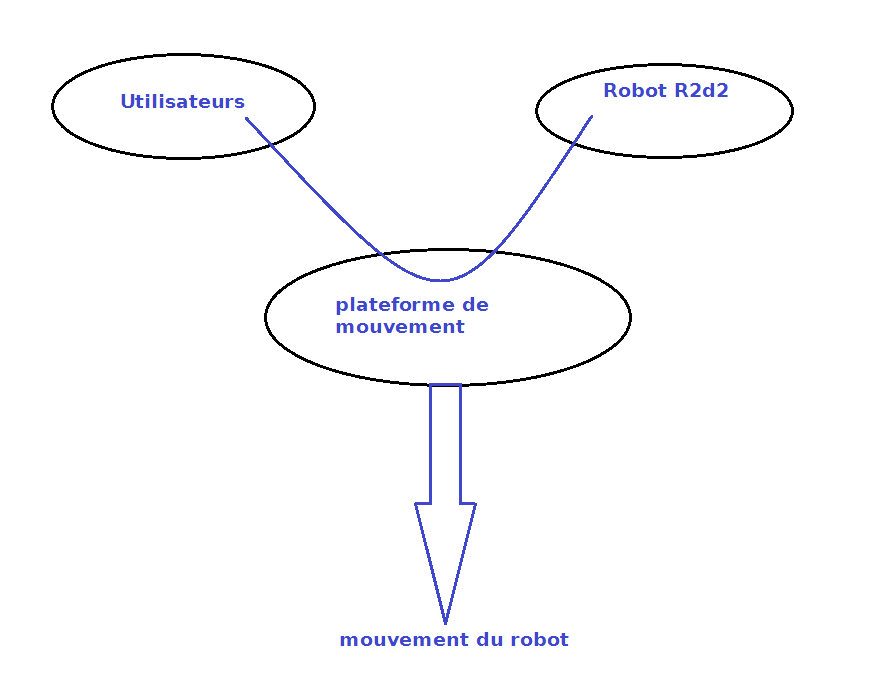 Utilisateurs
Robot R2d2
plateforme de
mouvement
mouvement du robot